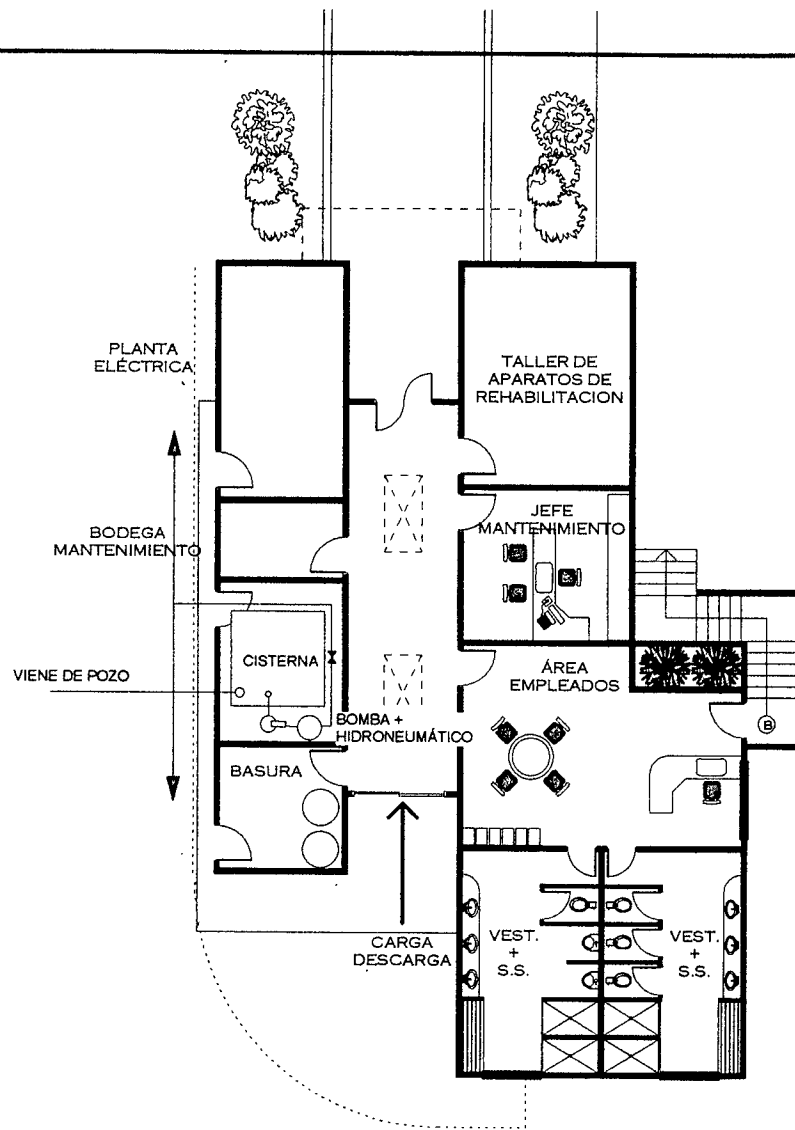 PLANTA
ELÉCTRICA
TALLER DE
APARATOS DE
REHABILITACION
JEFE
MANTENIMIENTO
BODEGA
MANTENIMIENTO
CISTERNA
ÁREA
EMPLEADOS
VIENE DE POZO
BOMBA +
HIDRONEUMÁTICO
B
BASURA
CARGA
DESCARGA
VEST.
+
S.S.
VEST.
+
S.S.